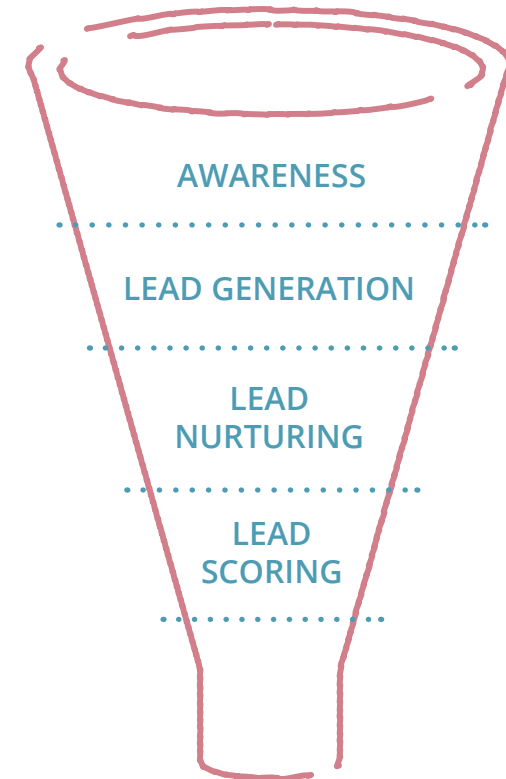 AWARENESS
LEAD GENERATION
LEAD
NURTURING
LEAD
SCORING